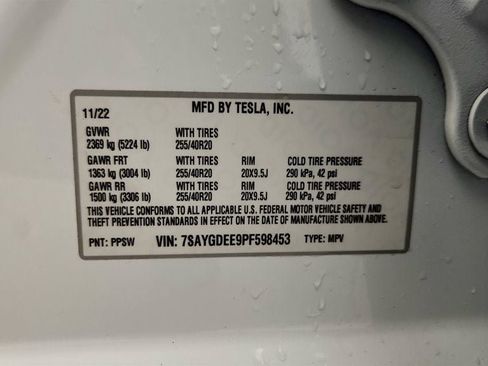 11/22 MFD BY TESLA, INC.
GVWR WITH TIRES
2369 kg (5224 lb) 255/40R20
GAWR FRT WITH TIRES RIM COLD TIRE PRESSURE
1363 kg (3004 lb) 255/40R20 20X9.5J 290 kPa, 42 psi
GAWR RR WITH TIRES RIM COLD TIRE PRESSURE
1500 kg (3306 lb) 255/40R20 20X9.5J 290 kPa, 42 psi
THIS VEHICLE CONFORMS TO ALL APPLICABLE U.S. FEDERAL MOTOR VEHICLE SAFETY AND
THEFT PREVENTION STANDARDS IN EFFECT ON THE DATE OF MANUFACTURE SHOWN ABOVE.
PNT: PPSW VIN: 7SAYGDEE9PF598453 TYPE: MPV